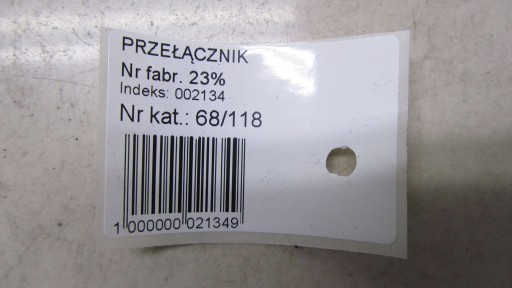 PRZEŁĄCZNIK
Nr fabr. 23%
Indeks: 002134
Nr kat.: 68/118
1 000000 021349